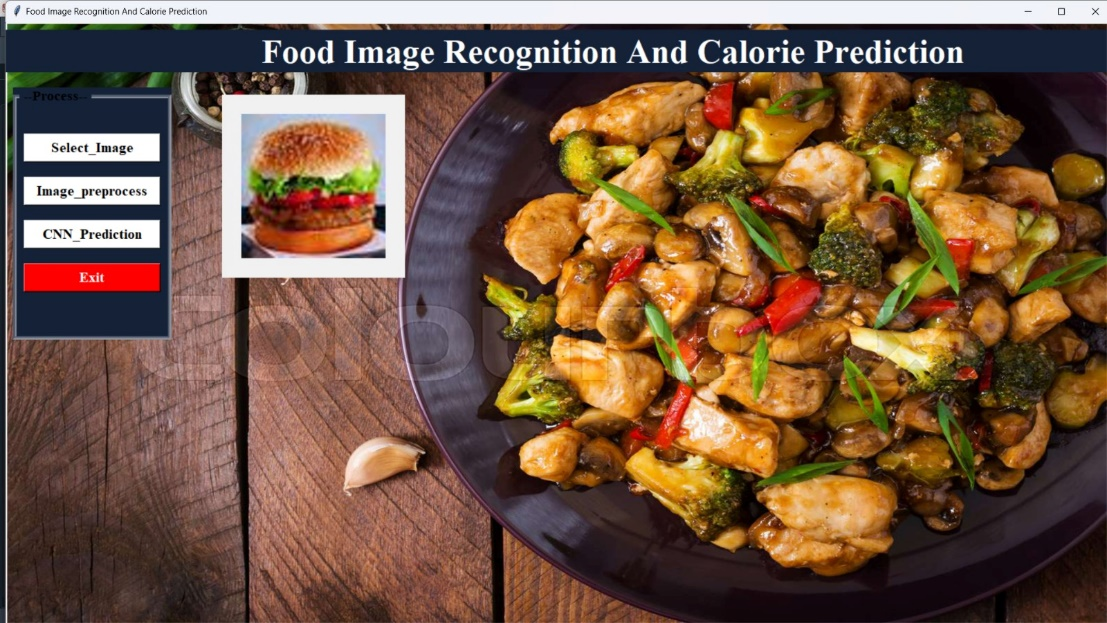 Food Image Recognition And Calorie Prediction
Food Image Recognition And Calorie Prediction
Process
Select_Image
Image_preprocess
CNN_Prediction
Exit